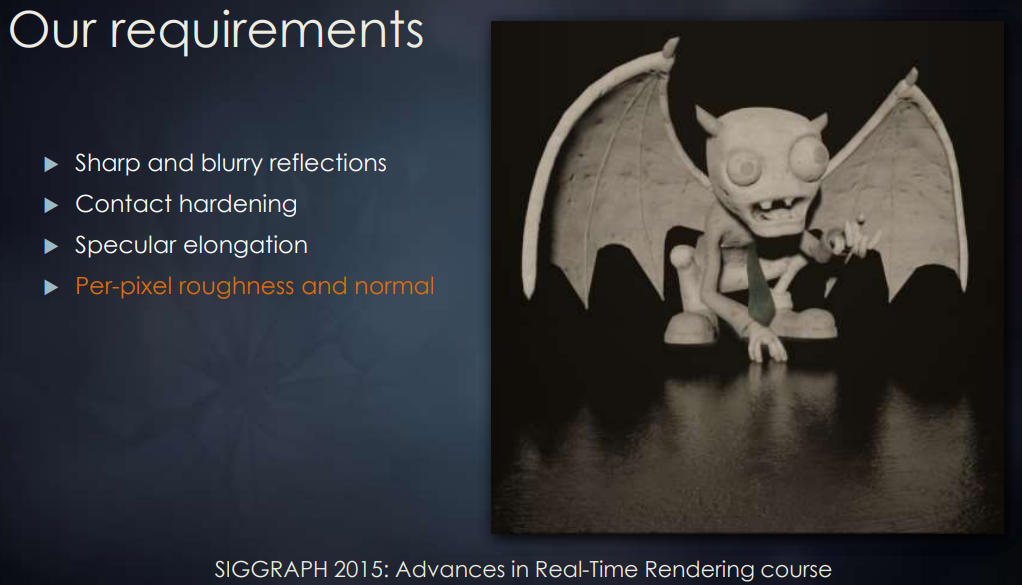 Our requirements
Sharp and blurry reflections
Contact hardening
Specular elongation
Per-pixel roughness and normal
SIGGRAPH 2015: Advances in Real-Time Rendering course